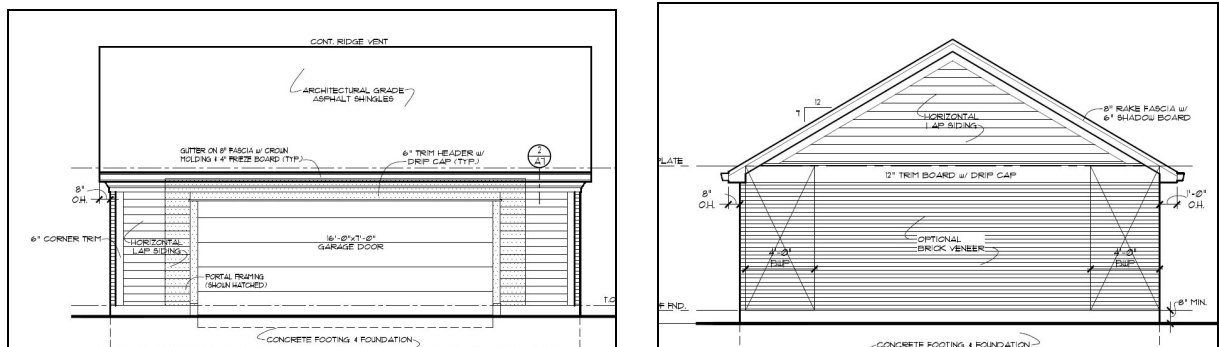 CONT. RIDGE VENT
ARCHITECTURAL GRADE
ASPHALT SHINGLES
GUTTER ON 8" FASCIA W/ CROWN
MOLDING & 4" FRIEZE BOARD (TYP.)
6" TRIM HEADER W/
DRIP CAP (TYP.)
2
A7
8"
O.H.
6" CORNER TRIM
HORIZONTAL
LAP SIDING
16'-0"x7'-0"
GARAGE DOOR
PORTAL FRAMING
(SHOWN HATCHED)
T.O
CONCRETE FOOTING & FOUNDATION
12
7
HORIZONTAL
LAP SIDING
8" RAKE FASCIA W/
6" SHADOW BOARD
PLATE
12" TRIM BOARD W/ DRIP CAP
8"
O.H.
1'-0"
O.H.
OPTIONAL
BRICK VENEER
4'-0"
BWP
4'-0"
BWP
F FND.
8" MIN.
CONCRETE FOOTING & FOUNDATION